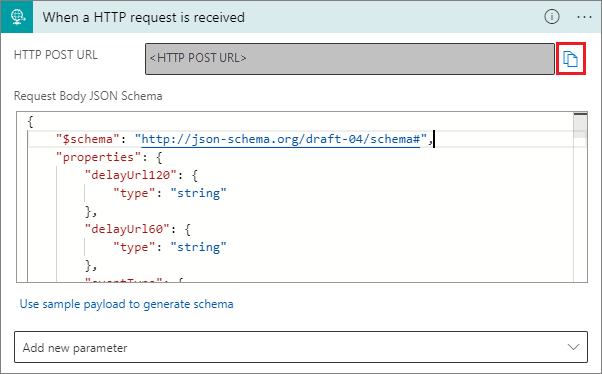 When a HTTP request is received
HTTP POST URL
<HTTP POST URL>
Request Body JSON Schema
{
"$schema": "http://json-schema.org/draft-04/schema#",
"properties": {
"delayUrl120": {
"type": "string"
},
"delayUrl60": {
"type": "string"
},
"eventType": {
Use sample payload to generate schema
Add new parameter